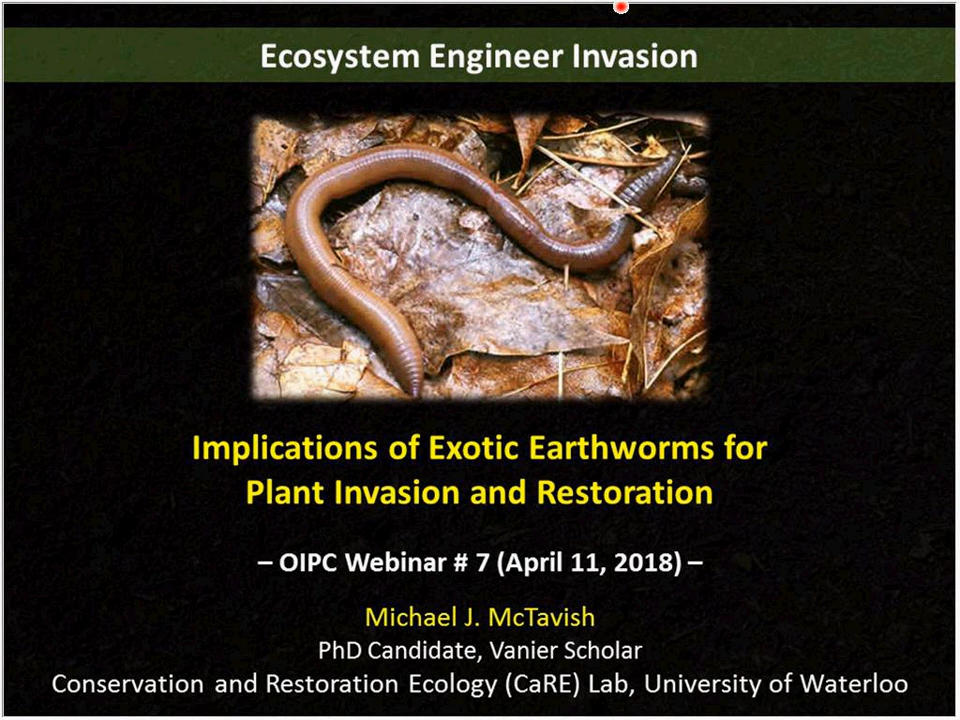 Ecosystem Engineer Invasion
Implications of Exotic Earthworms for
Plant Invasion and Restoration
– OIPC Webinar # 7 (April 11, 2018) –
Michael J. McTavish
PhD Candidate, Vanier Scholar
Conservation and Restoration Ecology (CaRE) Lab, University of Waterloo